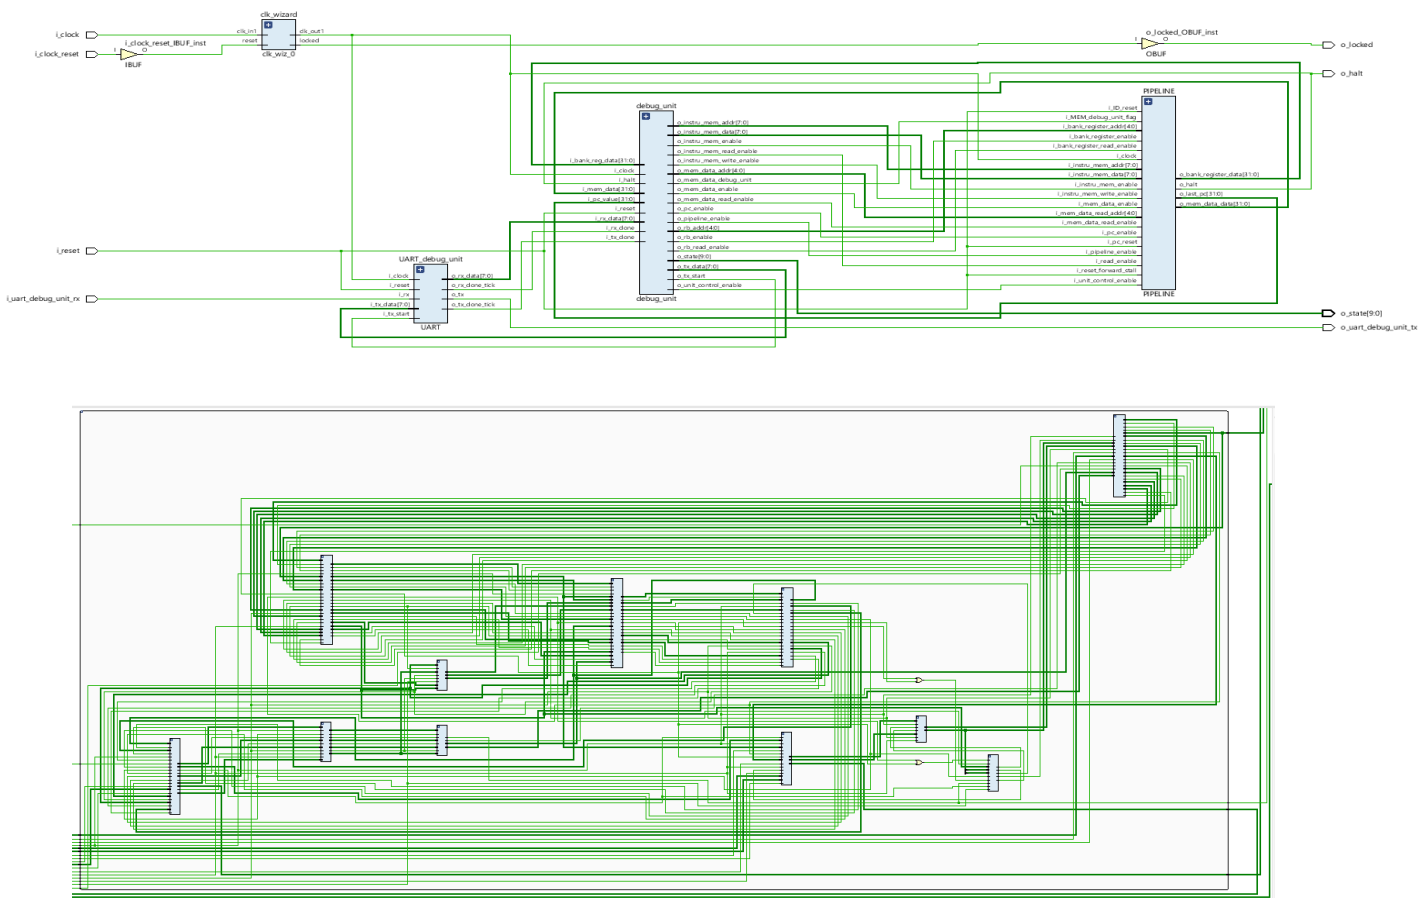 clk_wizard
i_clock
clk_in1
clk_out1
reset
locked
clk_wiz_0
i_clock_reset
i_clock_reset_IBUF_inst
I
O
IBUF
o_locked_OBUF_inst
I
O
OBUF
o_locked
o_halt
debug_unit
i_bank_reg_data[31:0]
i_clock
i_halt
i_mem_data[31:0]
i_pc_value[31:0]
i_reset
i_rx_data[7:0]
i_rx_done
i_tx_done
o_instru_mem_addr[7:0]
o_instru_mem_data[7:0]
o_instru_mem_enable
o_instru_mem_read_enable
o_instru_mem_write_enable
o_mem_data_addr[4:0]
o_mem_data_debug_unit
o_mem_data_enable
o_mem_data_read_enable
o_pc_enable
o_pipeline_enable
o_rb_addr[4:0]
o_rb_enable
o_rb_read_enable
o_state[9:0]
o_tx_data[7:0]
o_tx_start
o_unit_control_enable
debug_unit
PIPELINE
i_ID_reset
i_MEM_debug_unit_flag
i_bank_register_addr[4:0]
i_bank_register_enable
i_bank_register_read_enable
i_clock
i_instru_mem_addr[7:0]
i_instru_mem_data[7:0]
i_instru_mem_enable
i_instru_mem_write_enable
i_mem_data_enable
i_mem_data_read_addr[4:0]
i_mem_data_read_enable
i_pc_enable
i_pc_reset
i_pipeline_enable
i_read_enable
i_reset_forward_stall
i_unit_control_enable
o_bank_register_data[31:0]
o_halt
o_last_pc[31:0]
o_mem_data_data[31:0]
PIPELINE
i_reset
i_uart_debug_unit_rx
UART_debug_unit
i_clock
i_reset
i_rx
i_tx_data[7:0]
i_tx_start
o_rx_data[7:0]
o_rx_done_tick
o_tx
o_tx_done_tick
UART
o_state[9:0]
o_uart_debug_unit_tx